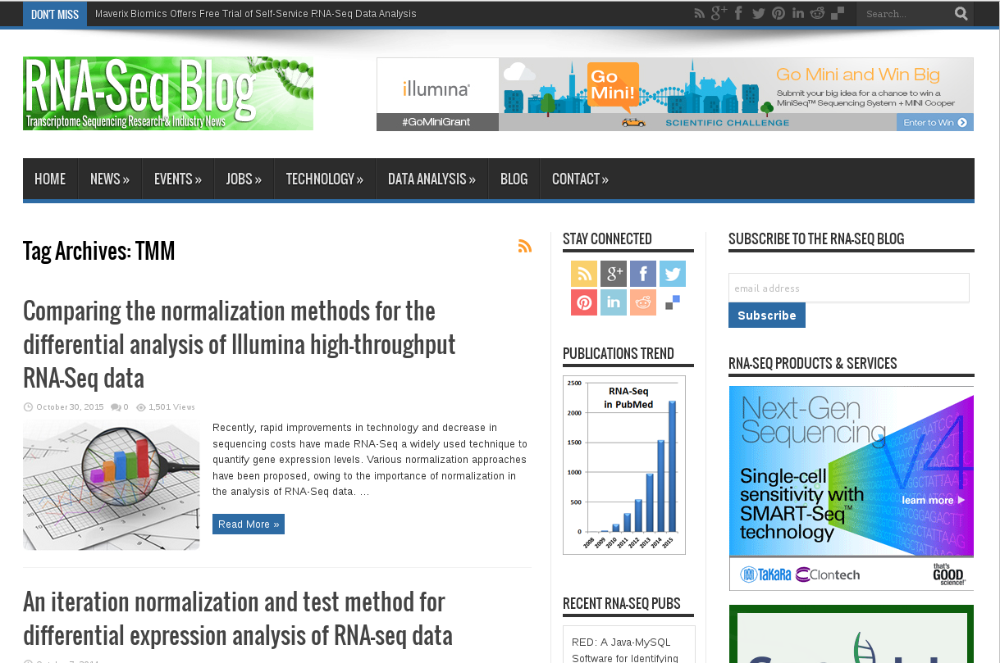 DON'T MISS
Maverix Biomics Offers Free Trial of Self-Service RNA-Seq Data Analysis
Search...
RNA-Seq Blog
Transcriptome Sequencing Research & Industry News
illumina®
#GoMiniGrant
Go
Mini!
SCIENTIFIC CHALLENGE
Go Mini and Win Big
Submit your big idea for a chance to win a
MiniSeq™ Sequencing System + MINI Cooper
Enter to Win
HOME
NEWS »
EVENTS »
JOBS »
TECHNOLOGY »
DATA ANALYSIS »
BLOG
CONTACT »
Tag Archives: TMM
Comparing the normalization methods for the
differential analysis of Illumina high-throughput
RNA-Seq data
October 30, 2015 0 1,501 Views
Recently, rapid improvements in technology and decrease in
sequencing costs have made RNA-Seq a widely used technique to
quantify gene expression levels. Various normalization approaches
have been proposed, owing to the importance of normalization in
the analysis of RNA-Seq data. ...
Read More »
An iteration normalization and test method for
differential expression analysis of RNA-seq data
STAY CONNECTED
PUBLICATIONS TREND
RNA-Seq
in PubMed
2500
2000
1500
1000
500
0
2008
2009
2010
2011
2012
2013
2014
2015
RECENT RNA-SEQ PUBS
RED: A Java-MySQL
Software for Identifying
SUBSCRIBE TO THE RNA-SEQ BLOG
email address
Subscribe
RNA-SEQ PRODUCTS & SERVICES
Next-Gen
Sequencing
v4
Single-cell
sensitivity with
SMART-Seq™
technology
learn more
TaKaRa
Clontech
that's
GOOD
science!®